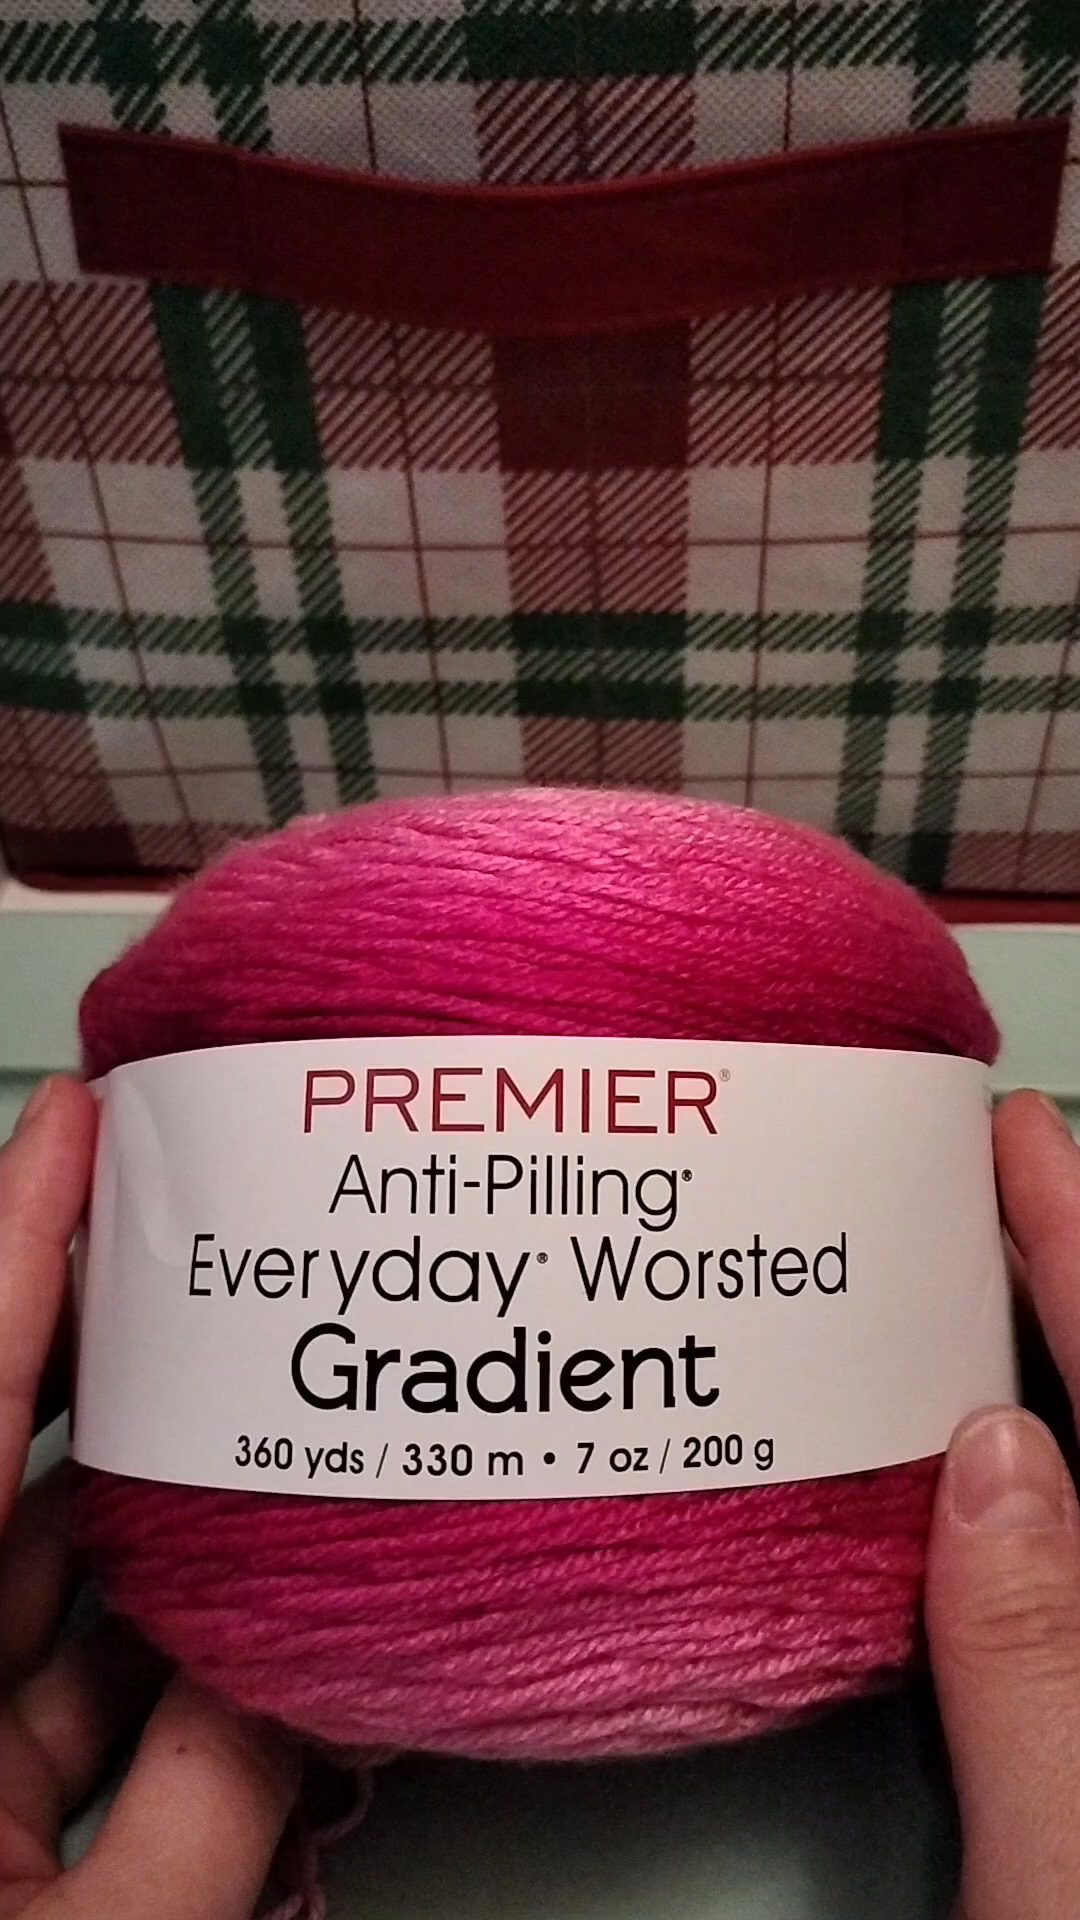 PREMIER®
Anti-Pilling®
Everyday® Worsted
Gradient
360 yds / 330 m • 7 oz / 200 g